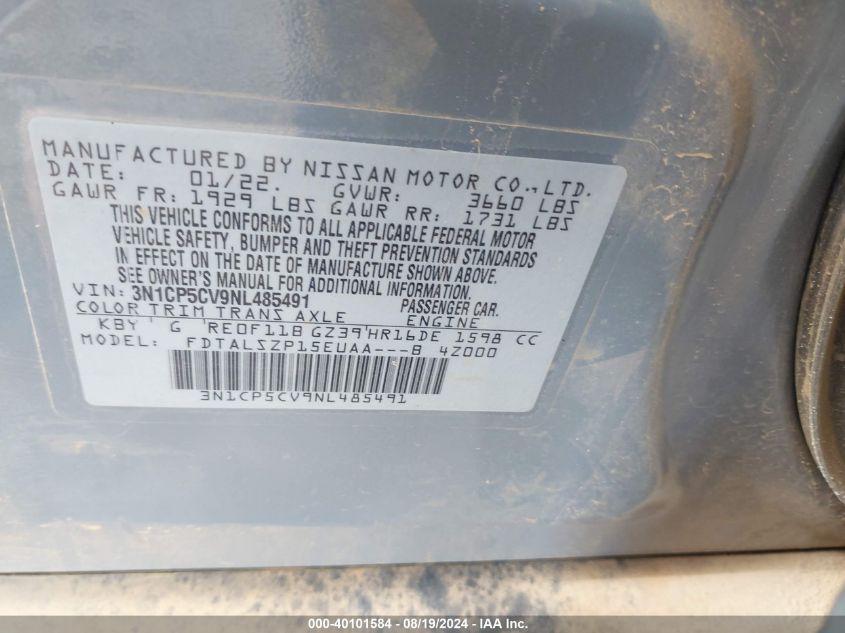 MANUFACTURED BY NISSAN MOTOR CO., LTD.
DATE: 01/22. GVWR: 3660 LBS
GAWR FR: 1929 LBS GAWR RR: 1731 LBS
THIS VEHICLE CONFORMS TO ALL APPLICABLE FEDERAL MOTOR
VEHICLE SAFETY, BUMPER AND THEFT PREVENTION STANDARDS
IN EFFECT ON THE DATE OF MANUFACTURE SHOWN ABOVE.
SEE OWNER'S MANUAL FOR ADDITIONAL INFORMATION.
VIN: 3N1CP5CV9NL485491 PASSENGER CAR.
COLOR TRIM TRANS AXLE ENGINE
KBY ' G 'RE0F11B GZ39'HR16DE 1598 CC
MODEL: FDTALSZP15EUAA---B 4Z000
3N1CP5CV9NL485491
000-40101584 - 08/19/2024 - IAA Inc.